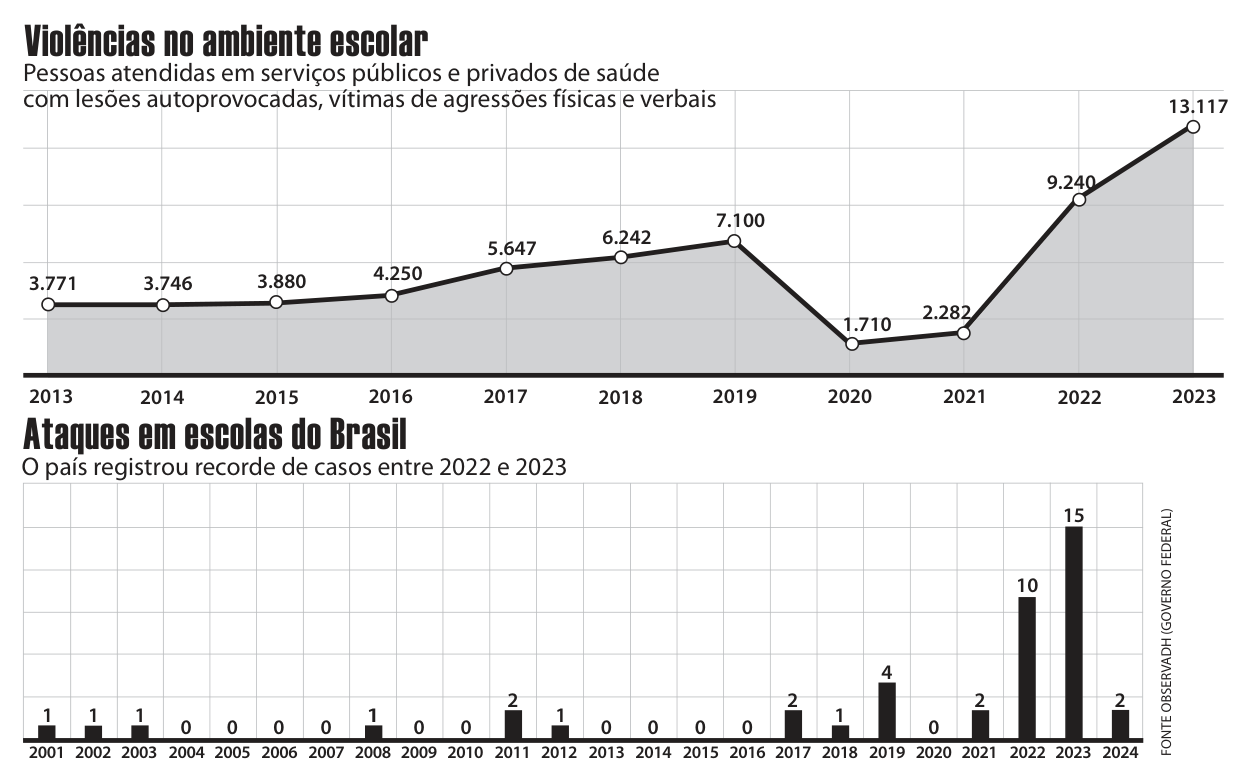 Violências no ambiente escolar
Pessoas atendidas em serviços públicos e privados de saúde
com lesões autoprovocadas, vítimas de agressões físicas e verbais
3.771 3.746 3.880 4.250 5.647 6.242 7.100 1.710 2.282 9.240 13.117
2013 2014 2015 2016 2017 2018 2019 2020 2021 2022 2023
Ataques em escolas do Brasil
O país registrou recorde de casos entre 2022 e 2023
1 1 1 0 0 0 0 1 0 0 2 1 0 0 0 0 2 1 4 0 2 10 15 2
2001 2002 2003 2004 2005 2006 2007 2008 2009 2010 2011 2012 2013 2014 2015 2016 2017 2018 2019 2020 2021 2022 2023 2024
FONTE OBSERVADH (GOVERNO FEDERAL)